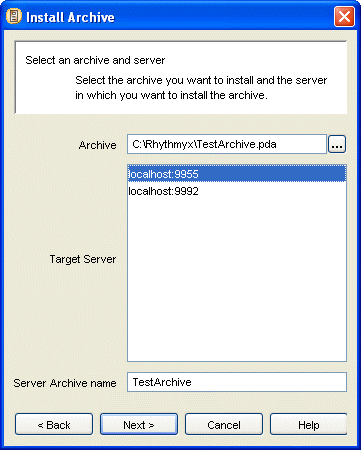 Install Archive
Select an archive and server
Select the archive you want to install and the server
in which you want to install the archive.
Archive C:\Rhythmyx\TestArchive.pda ...
localhost:9955
localhost:9992
Target Server
Server Archive name TestArchive
< Back Next > Cancel Help